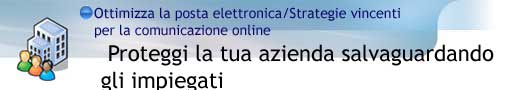 Ottimizza la posta elettronica/Strategie vincenti
per la comunicazione online
Proteggi la tua azienda salvaguardando
gli impiegati